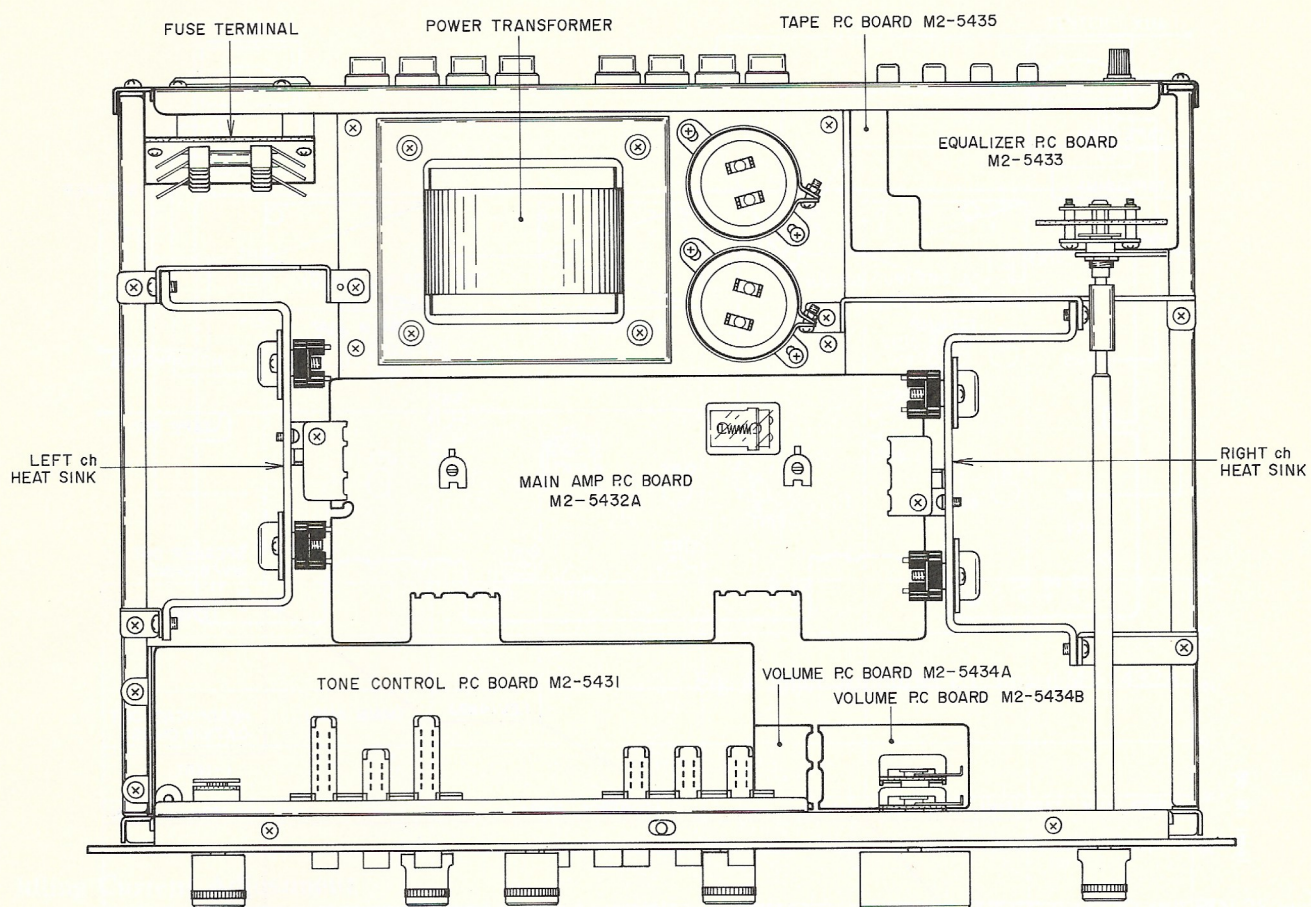 FUSE TERMINAL
POWER TRANSFORMER
TAPE P.C BOARD M2-5435
EQUALIZER P.C BOARD
M2-5433
LEFT ch
HEAT SINK
MAIN AMP P.C BOARD
M2-5432A
RIGHT ch
HEAT SINK
TONE CONTROL P.C BOARD M2-5431
VOLUME P.C BOARD M2-5434A
VOLUME P.C BOARD M2-5434B